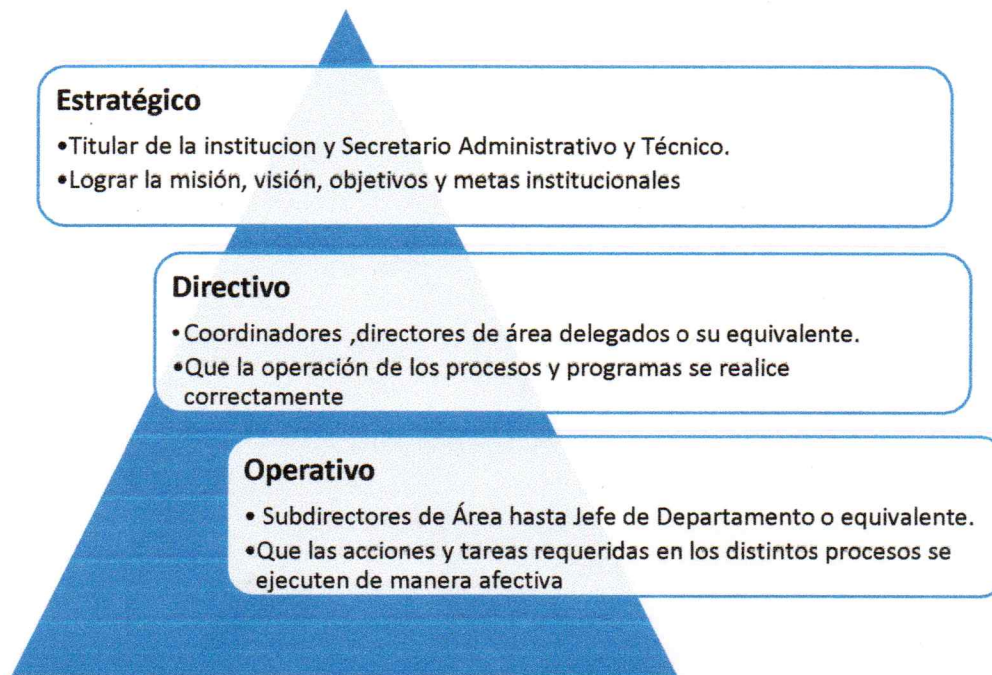 Estratégico
•Titular de la institucion y Secretario Administrativo y Técnico.
•Lograr la misión, visión, objetivos y metas institucionales
Directivo
•Coordinadores ,directores de área delegados o su equivalente.
•Que la operación de los procesos y programas se realice
correctamente
Operativo
• Subdirectores de Área hasta Jefe de Departamento o equivalente.
•Que las acciones y tareas requeridas en los distintos procesos se
ejecuten de manera afectiva